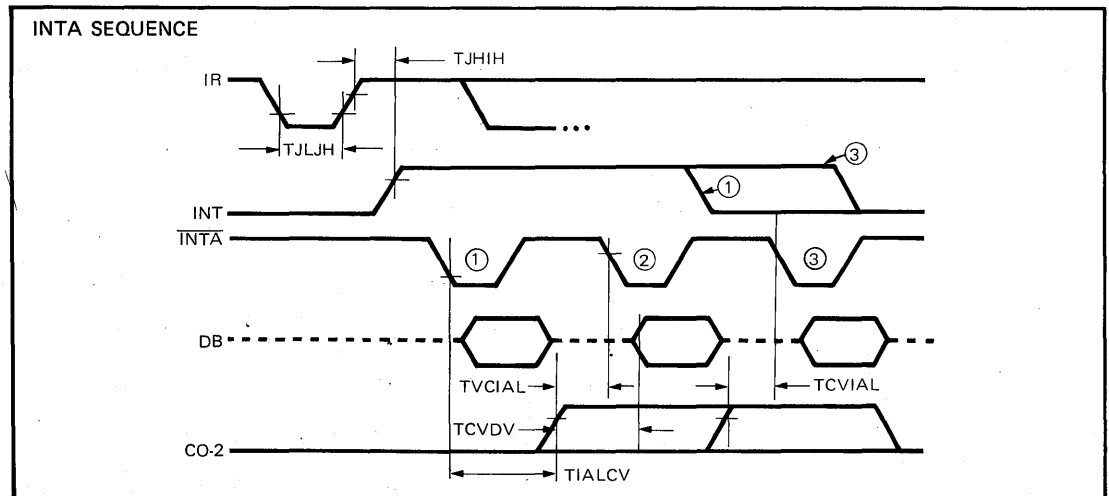 INTA SEQUENCE
TJHIH
IR
TJLJH
③
①
INT
INTA
① ② ③
DB
TVCIAL
TCVIAL
TCVDV
CO-2
TIALCV